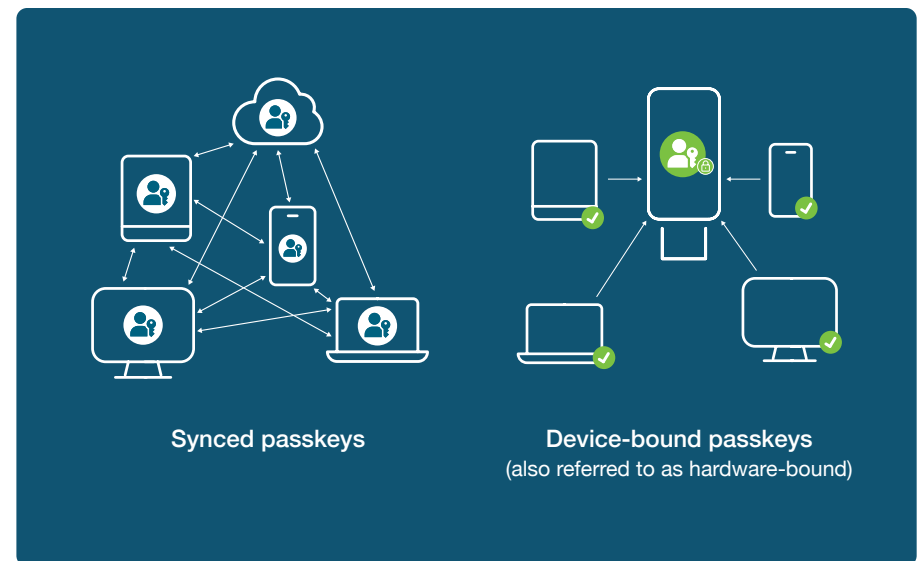 Synced passkeys
Device-bound passkeys
(also referred to as hardware-bound)